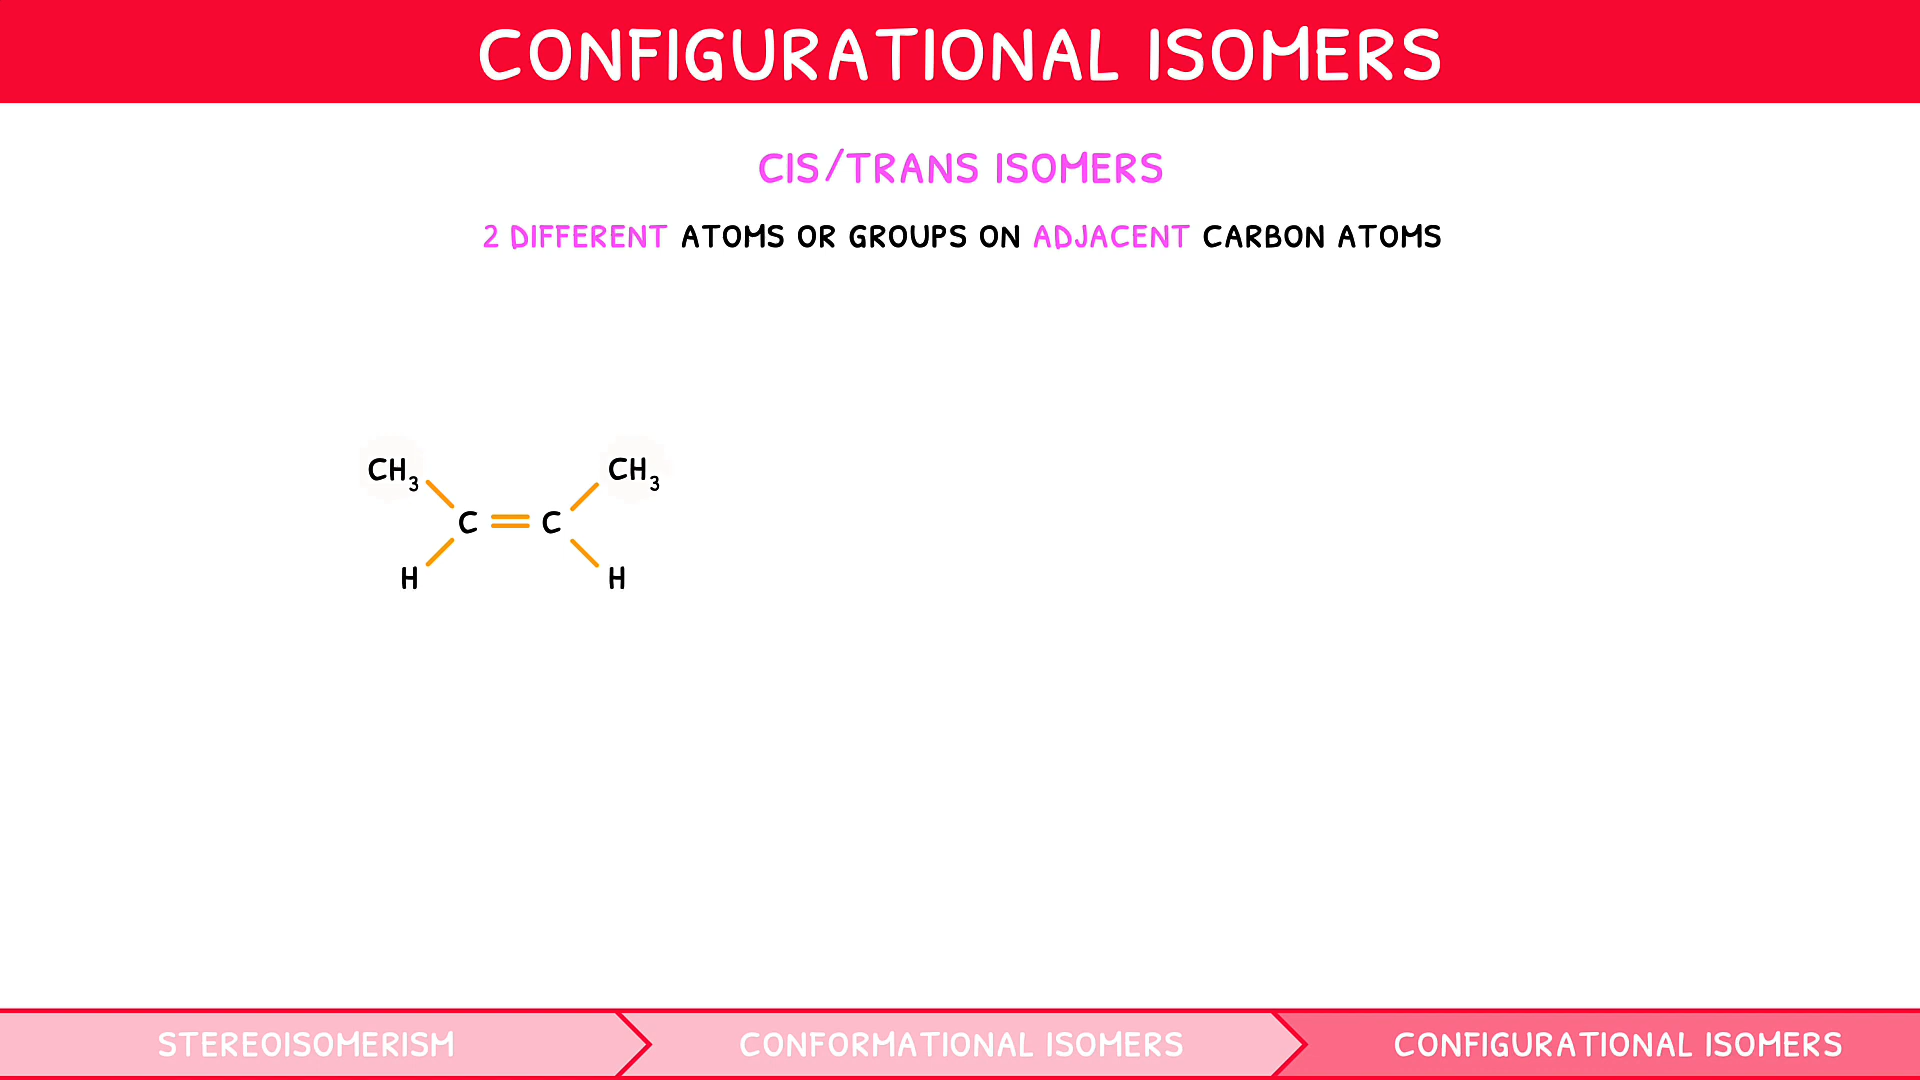 CONFIGURATIONAL ISOMERS
CIS/TRANS ISOMERS
2 DIFFERENT ATOMS OR GROUPS ON ADJACENT CARBON ATOMS
CH₃ CH₃
C = C
H H
STEREOISOMERISM CONFORMATIONAL ISOMERS CONFIGURATIONAL ISOMERS